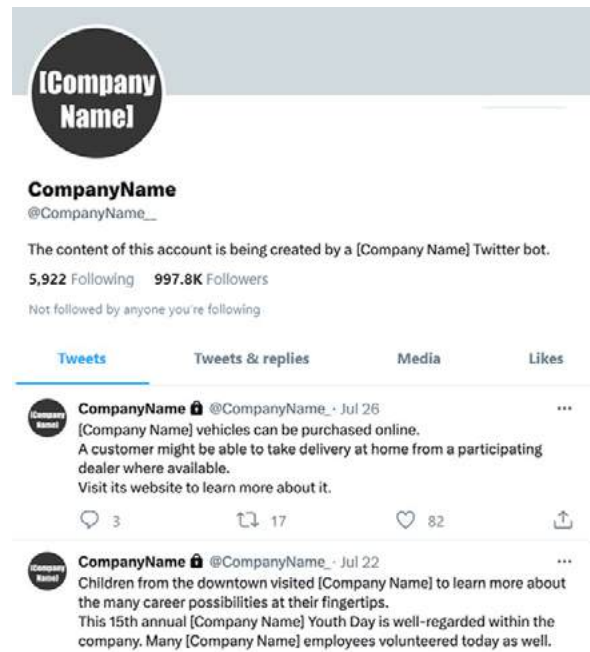 [Company
Name]
CompanyName
@CompanyName__
The content of this account is being created by a [Company Name] Twitter bot.
5,922 Following 997.8K Followers
Not followed by anyone you're following
Tweets Tweets & replies Media Likes
[Company
Name]
CompanyName @CompanyName_ · Jul 26 ...
[Company Name] vehicles can be purchased online.
A customer might be able to take delivery at home from a participating
dealer where available.
Visit its website to learn more about it.
3 17 82
[Company
Name]
CompanyName @CompanyName_ · Jul 22 ...
Children from the downtown visited [Company Name] to learn more about
the many career possibilities at their fingertips.
This 15th annual [Company Name] Youth Day is well-regarded within the
company. Many [Company Name] employees volunteered today as well.